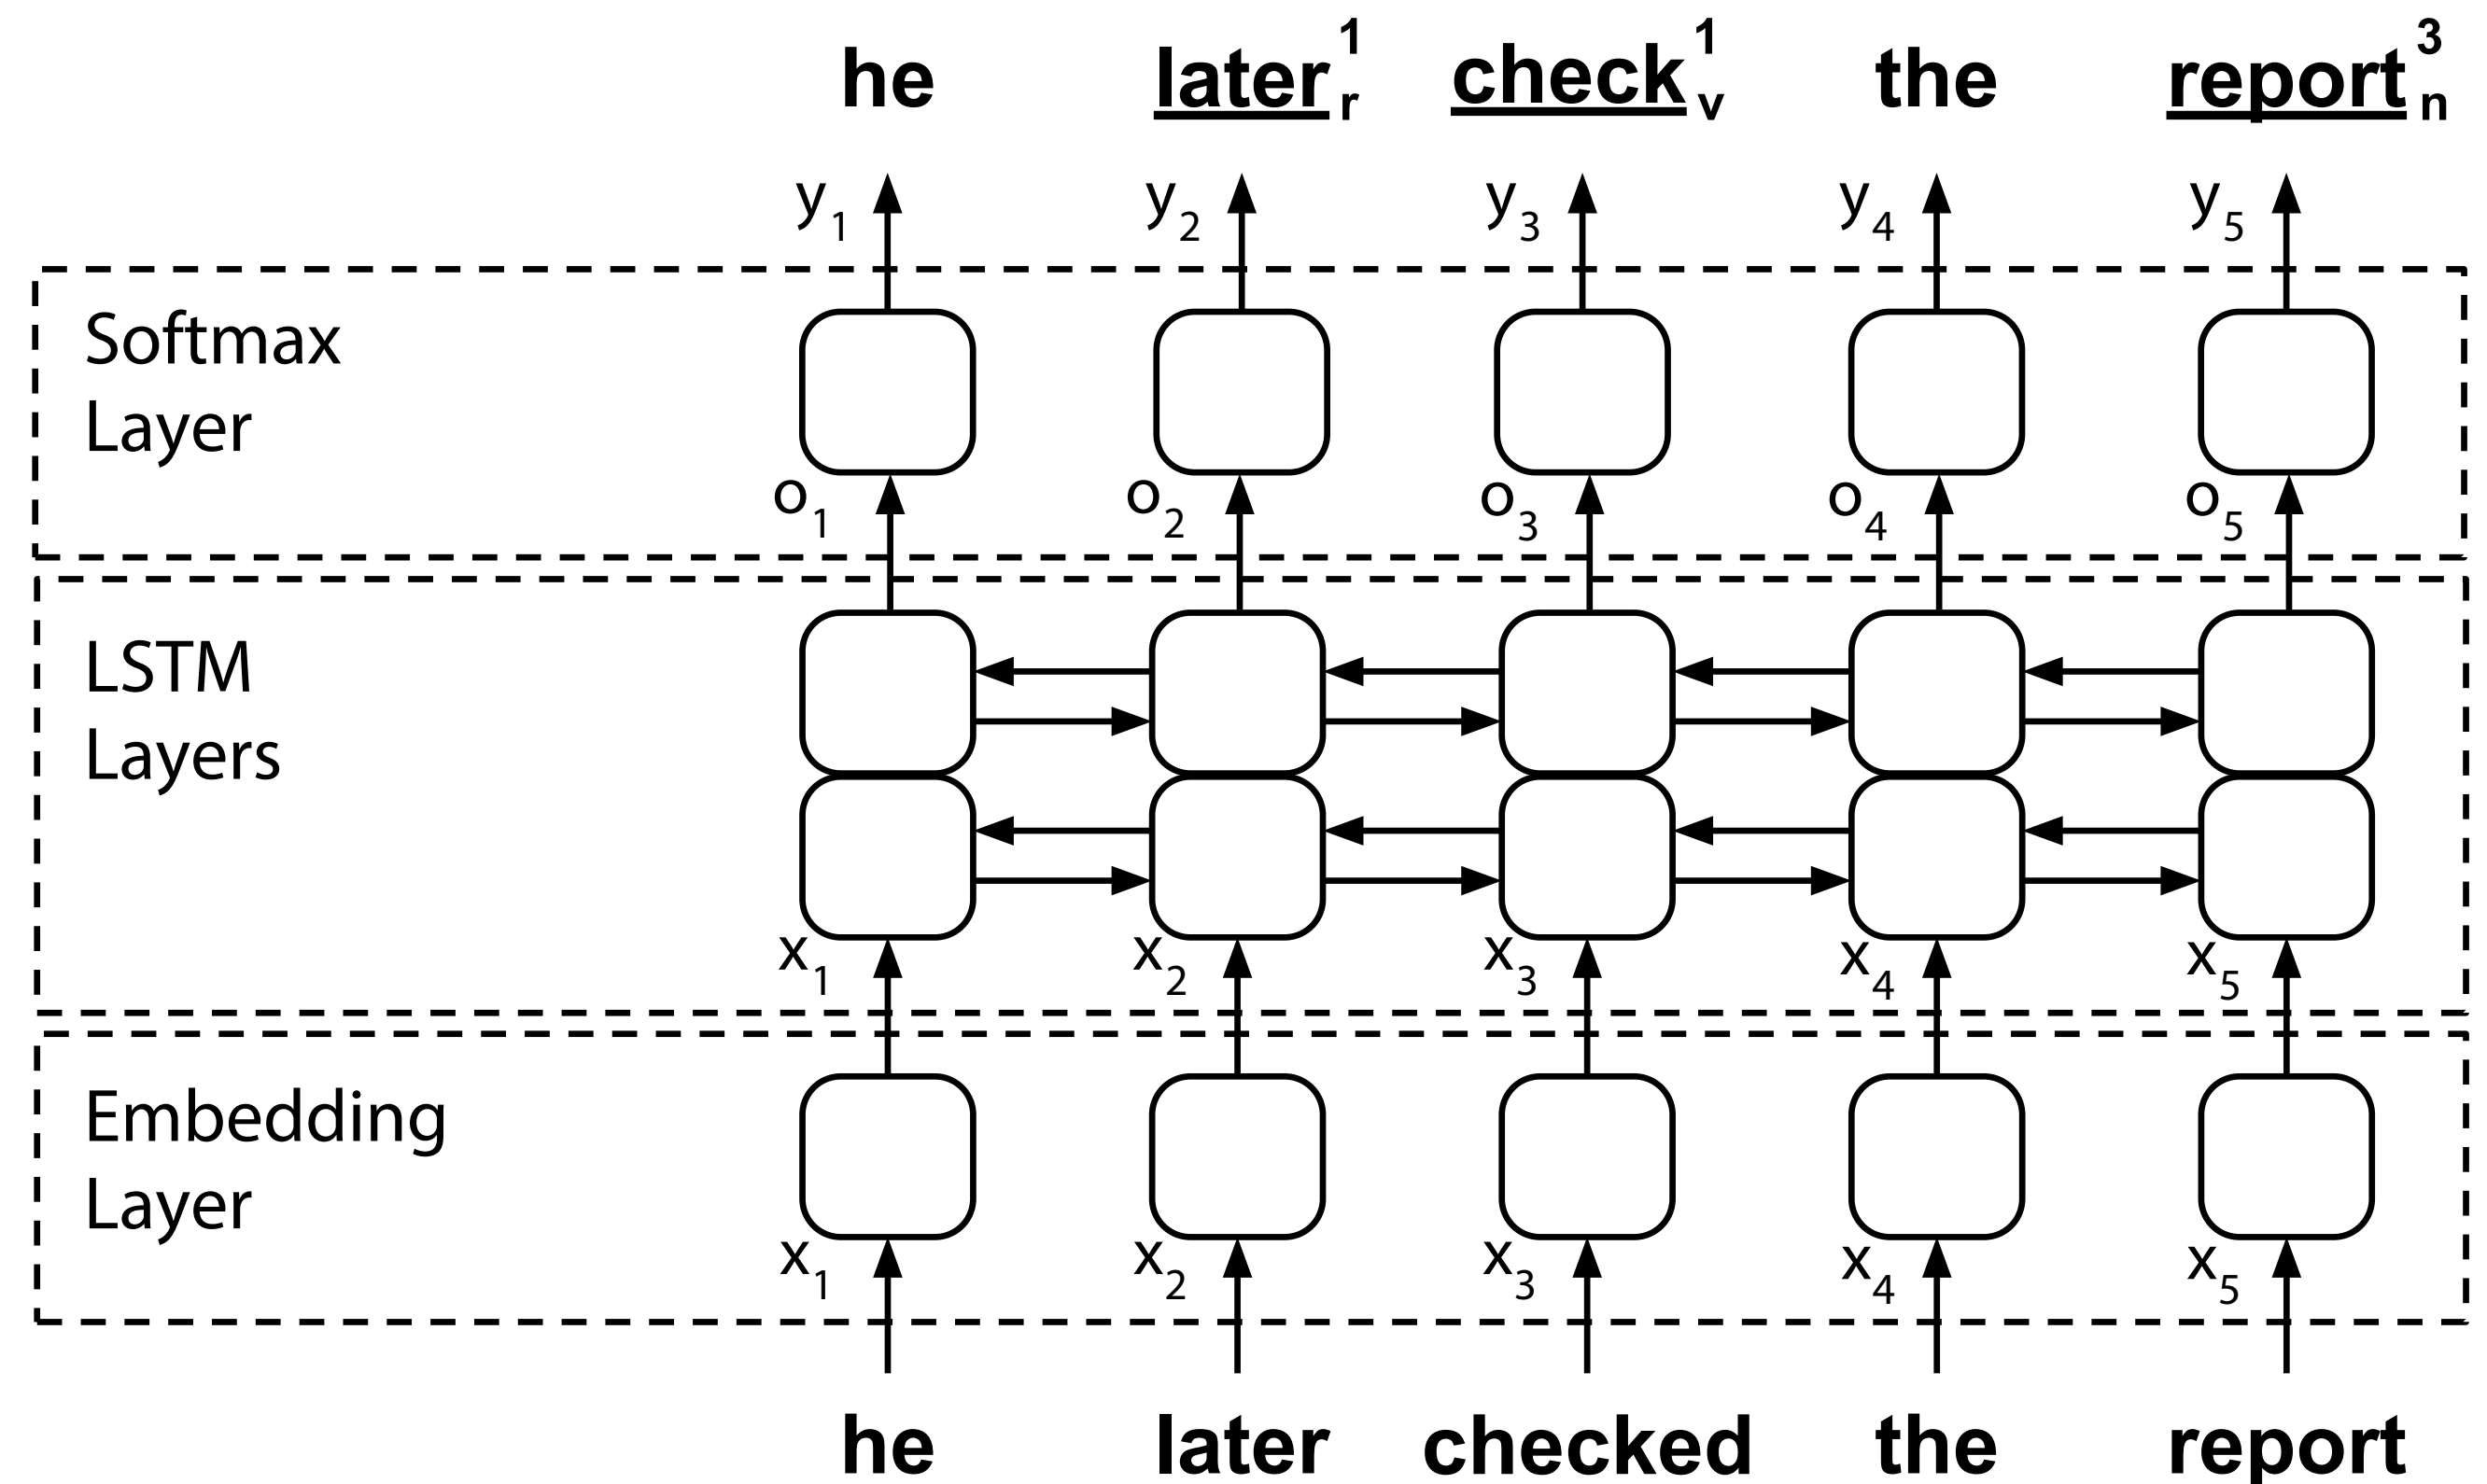 he later¹ᵣ check¹ᵥ the report³ₙ
y₁ y₂ y₃ y₄ y₅
Softmax
Layer
o₁ o₂ o₃ o₄ o₅
LSTM
Layers
x₁ x₂ x₃ x₄ x₅
Embedding
Layer
x₁ x₂ x₃ x₄ x₅
he later checked the report